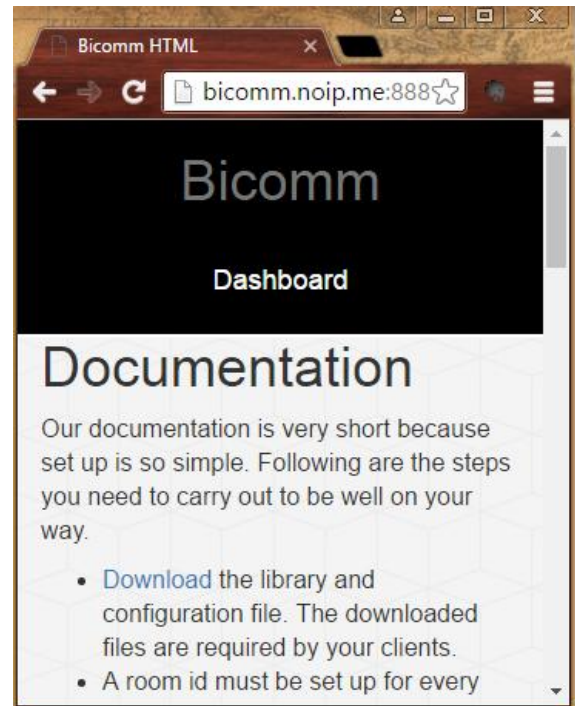 Bicomm HTML
bicomm.noip.me:888
Bicomm
Dashboard
Documentation
Our documentation is very short because
set up is so simple. Following are the steps
you need to carry out to be well on your
way.
• Download the library and
configuration file. The downloaded
files are required by your clients.
• A room id must be set up for every